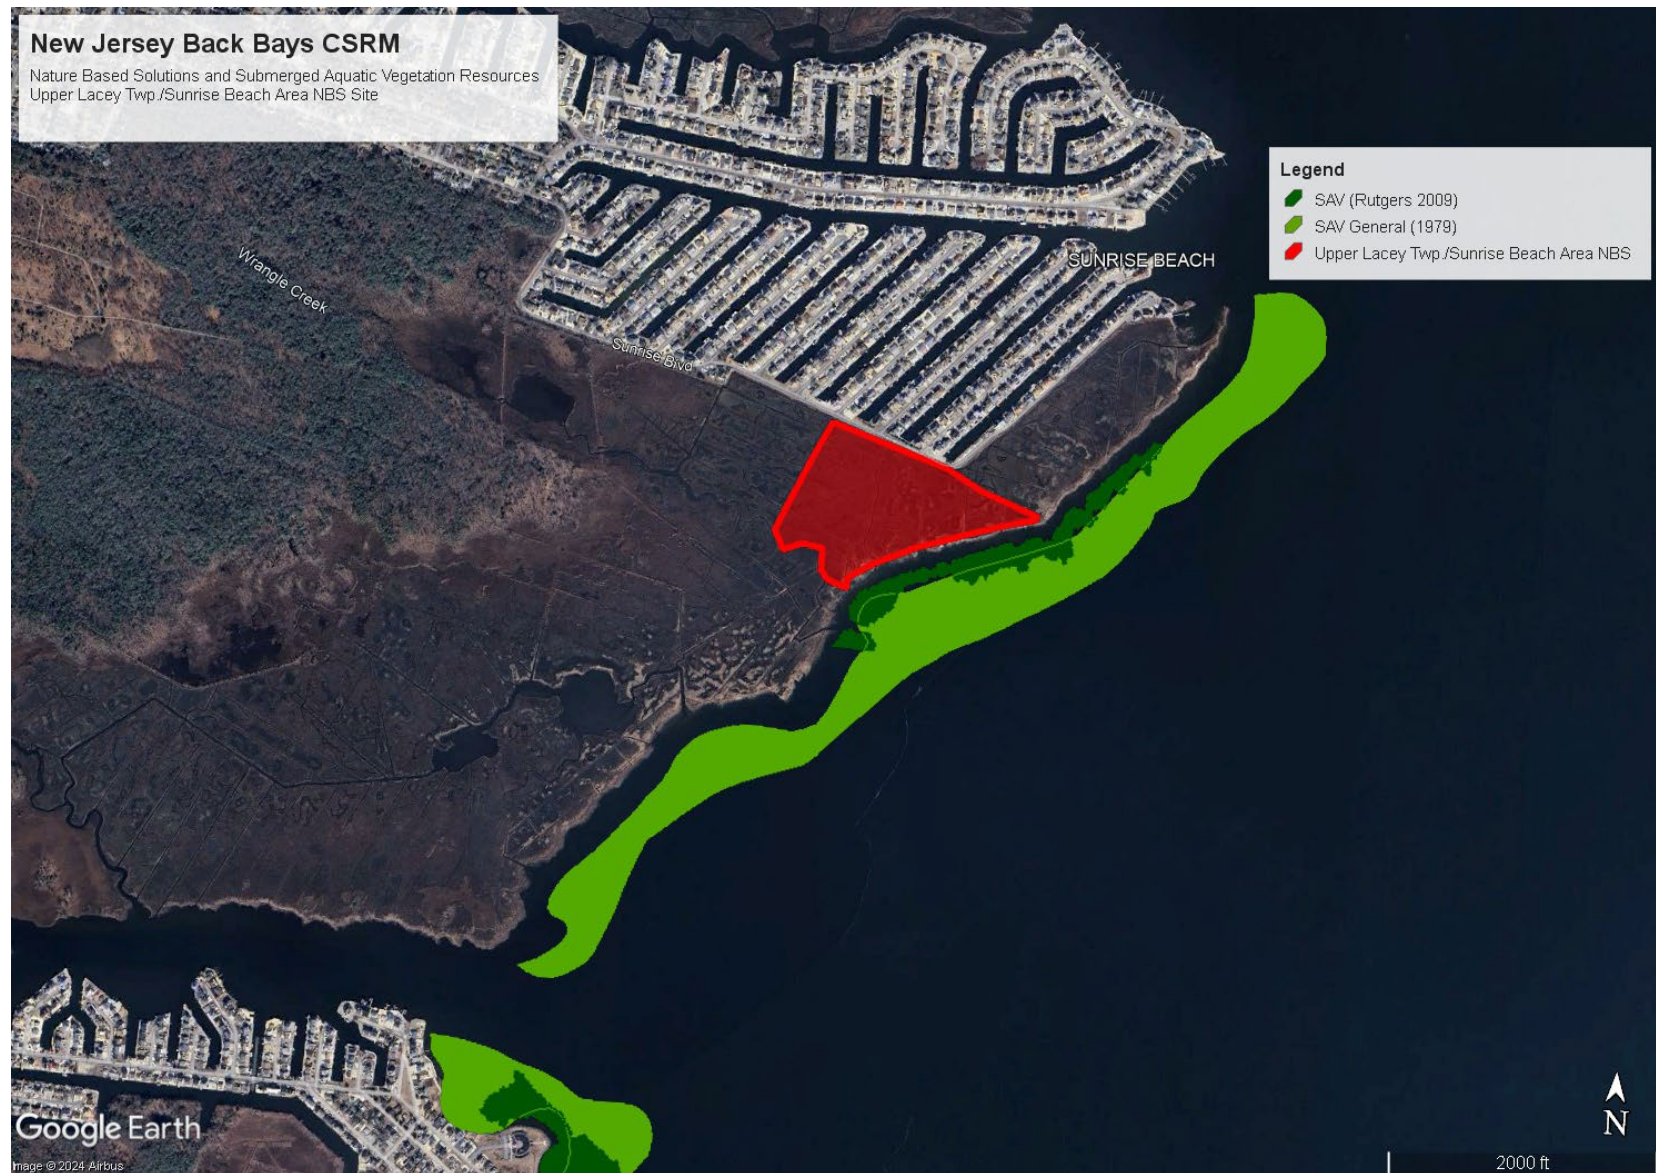 New Jersey Back Bays CSRM
Nature Based Solutions and Submerged Aquatic Vegetation Resources
Upper Lacey Twp./Sunrise Beach Area NBS Site
Legend
SAV (Rutgers 2009)
SAV General (1979)
Upper Lacey Twp./Sunrise Beach Area NBS
SUNRISE BEACH
Wrangle Creek
Sunrise Blvd
Google Earth
Image © 2024 Airbus
N
2000 ft